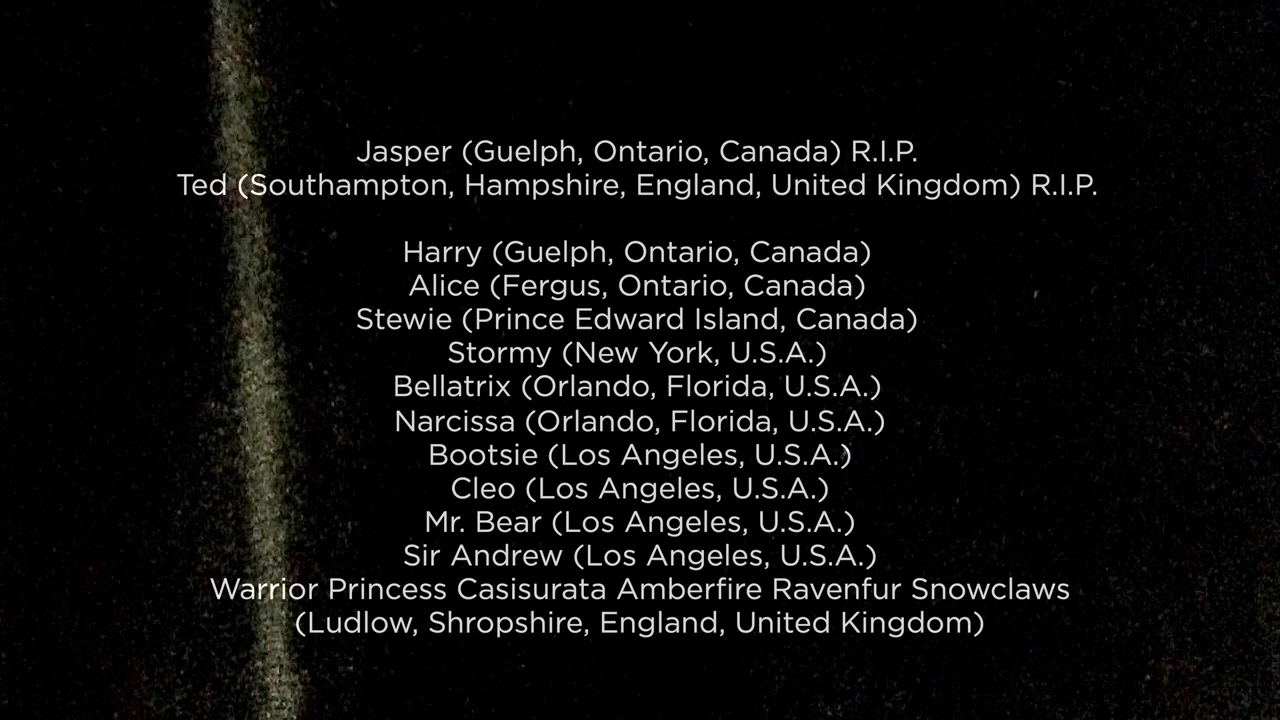 Jasper (Guelph, Ontario, Canada) R.I.P.
Ted (Southampton, Hampshire, England, United Kingdom) R.I.P.
Harry (Guelph, Ontario, Canada)
Alice (Fergus, Ontario, Canada)
Stewie (Prince Edward Island, Canada)
Stormy (New York, U.S.A.)
Bellatrix (Orlando, Florida, U.S.A.)
Narcissa (Orlando, Florida, U.S.A.)
Bootsie (Los Angeles, U.S.A.)
Cleo (Los Angeles, U.S.A.)
Mr. Bear (Los Angeles, U.S.A.)
Sir Andrew (Los Angeles, U.S.A.)
Warrior Princess Casisurata Amberfire Ravenfur Snowclaws
(Ludlow, Shropshire, England, United Kingdom)